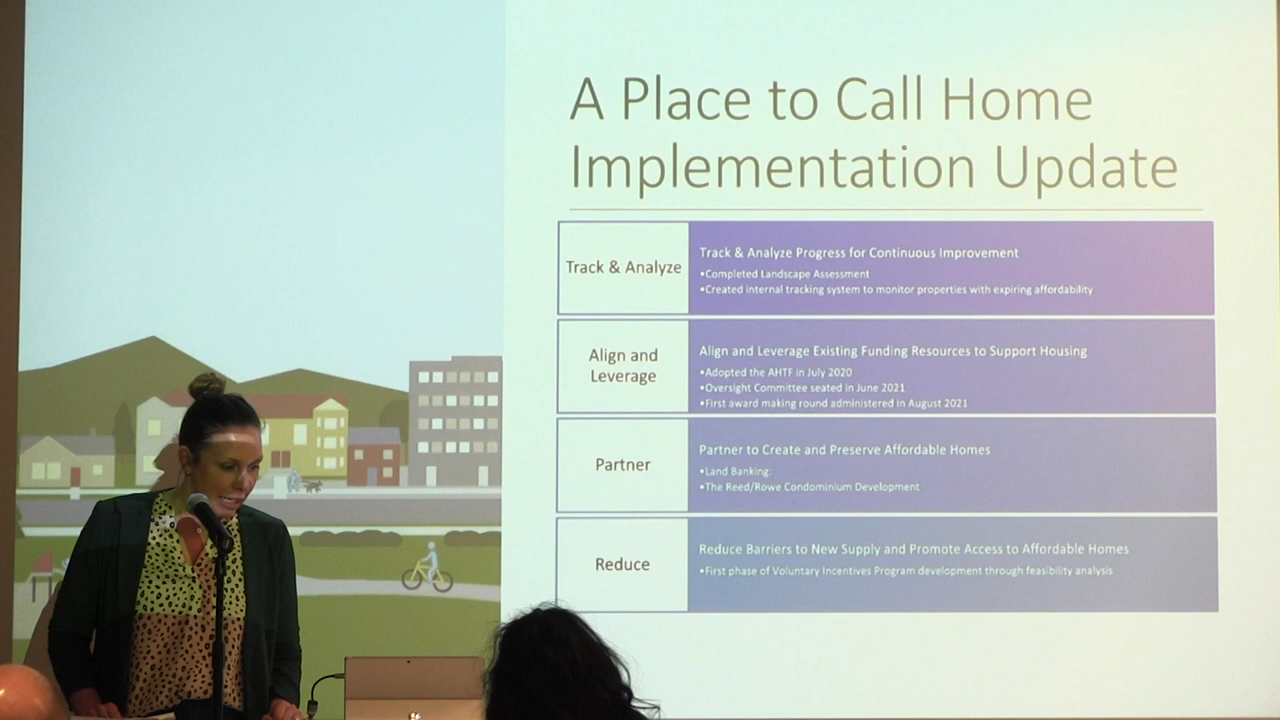 A Place to Call Home
Implementation Update
Track & Analyze
Track & Analyze Progress for Continuous Improvement
•Completed Landscape Assessment
•Created internal tracking system to monitor properties with expiring affordability
Align and
Leverage
Align and Leverage Existing Funding Resources to Support Housing
•Adopted the AHTF in July 2020
•Oversight Committee seated in June 2021
•First award making round administered in August 2021
Partner
Partner to Create and Preserve Affordable Homes
•Land Banking:
•The Reed/Rowe Condominium Development
Reduce
Reduce Barriers to New Supply and Promote Access to Affordable Homes
•First phase of Voluntary Incentives Program development through feasibility analysis